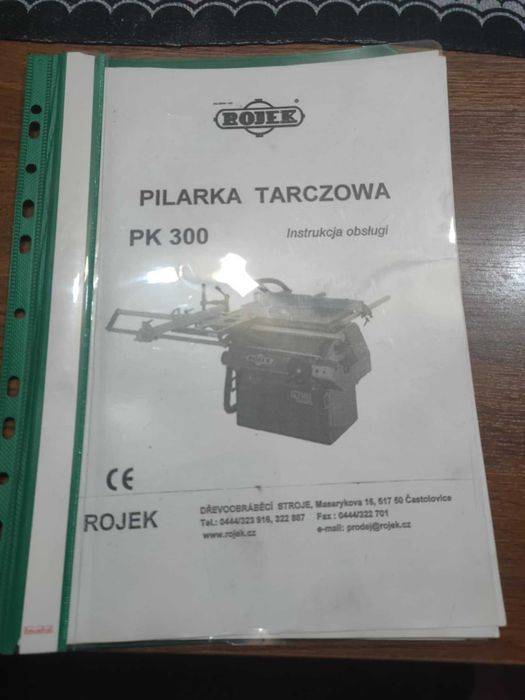 ROJEK
PILARKA TARCZOWA
PK 300
Instrukcja obsługi
ROJEK
CE
ROJEK
DŘEVOOBRÁBĚCÍ STROJE, Masarykova 16, 517 50 Častolovice
Tel.: 0444/323 916, 322 887 Fax : 0444/322 701
www.rojek.cz e-mail: prodej@rojek.cz